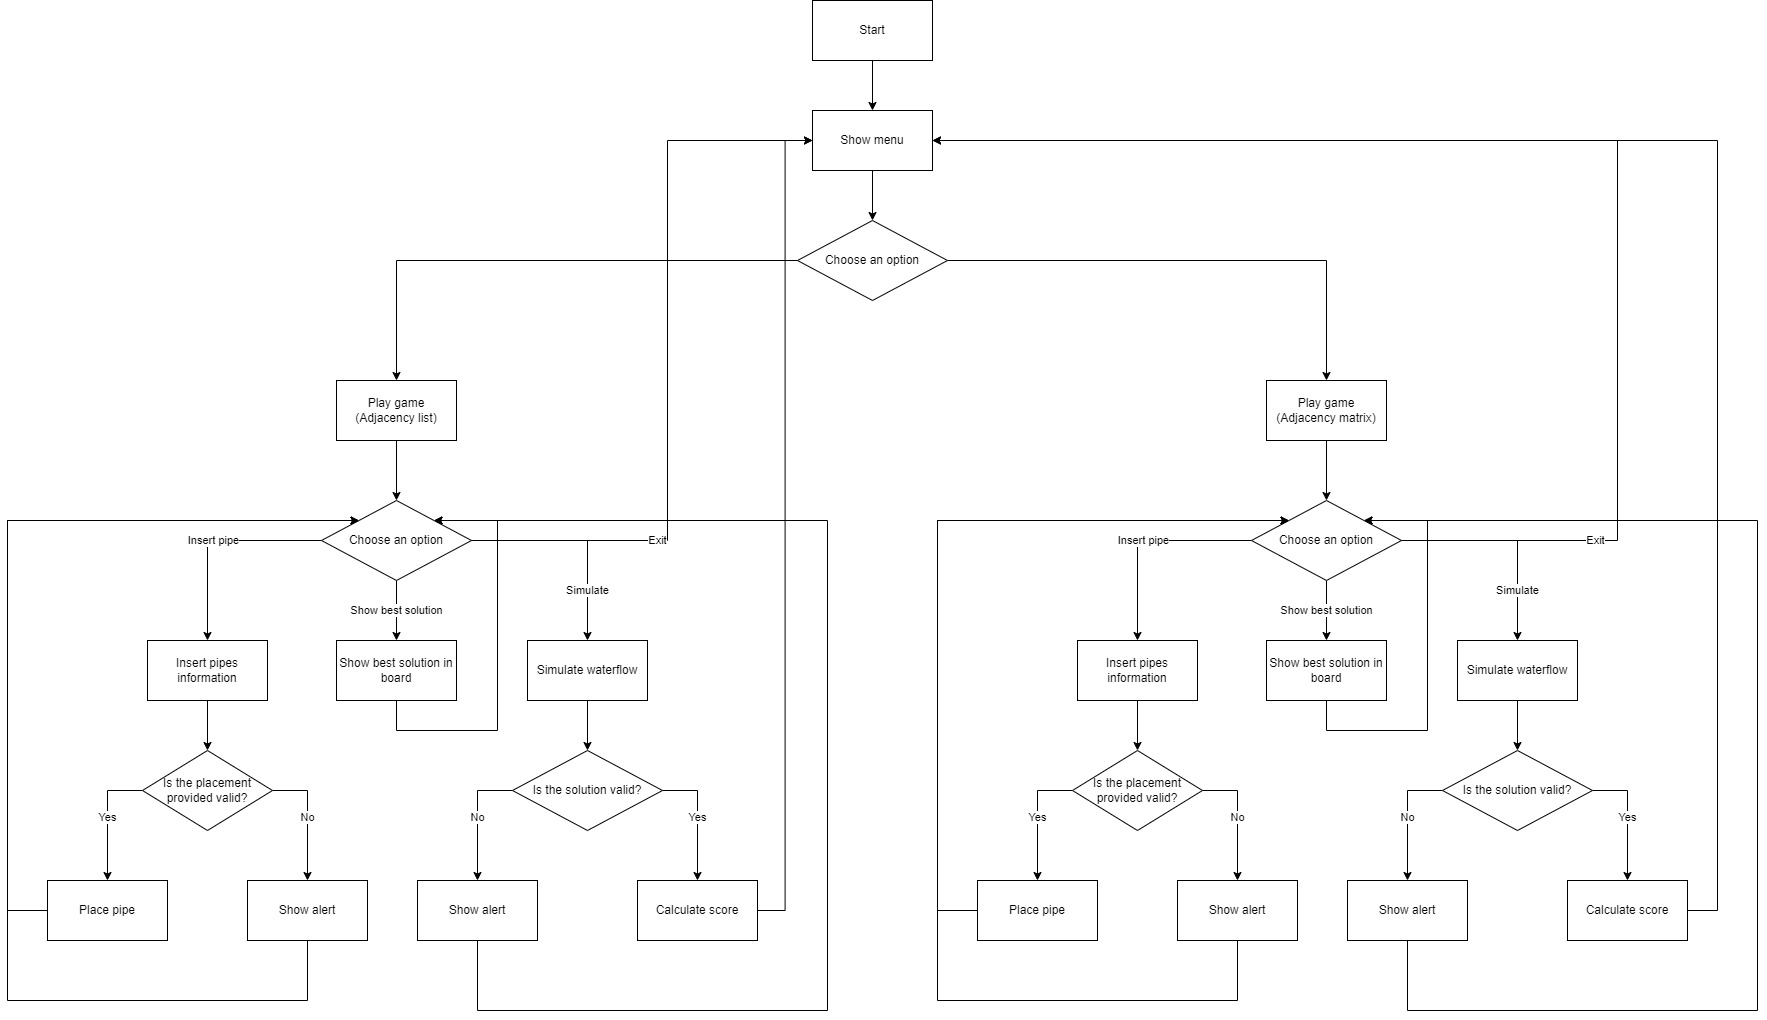 Start
Show menu
Choose an option
Play game
(Adjacency list)
Play game
(Adjacency matrix)
Choose an option
Insert pipe
Exit
Simulate
Show best solution
Insert pipes
information
Show best solution in
board
Simulate waterflow
Is the placement
provided valid?
Is the solution valid?
Yes
No
No
Yes
Place pipe
Show alert
Show alert
Calculate score
Choose an option
Insert pipe
Exit
Simulate
Show best solution
Insert pipes
information
Show best solution in
board
Simulate waterflow
Is the placement
provided valid?
Is the solution valid?
Yes
No
No
Yes
Place pipe
Show alert
Show alert
Calculate score